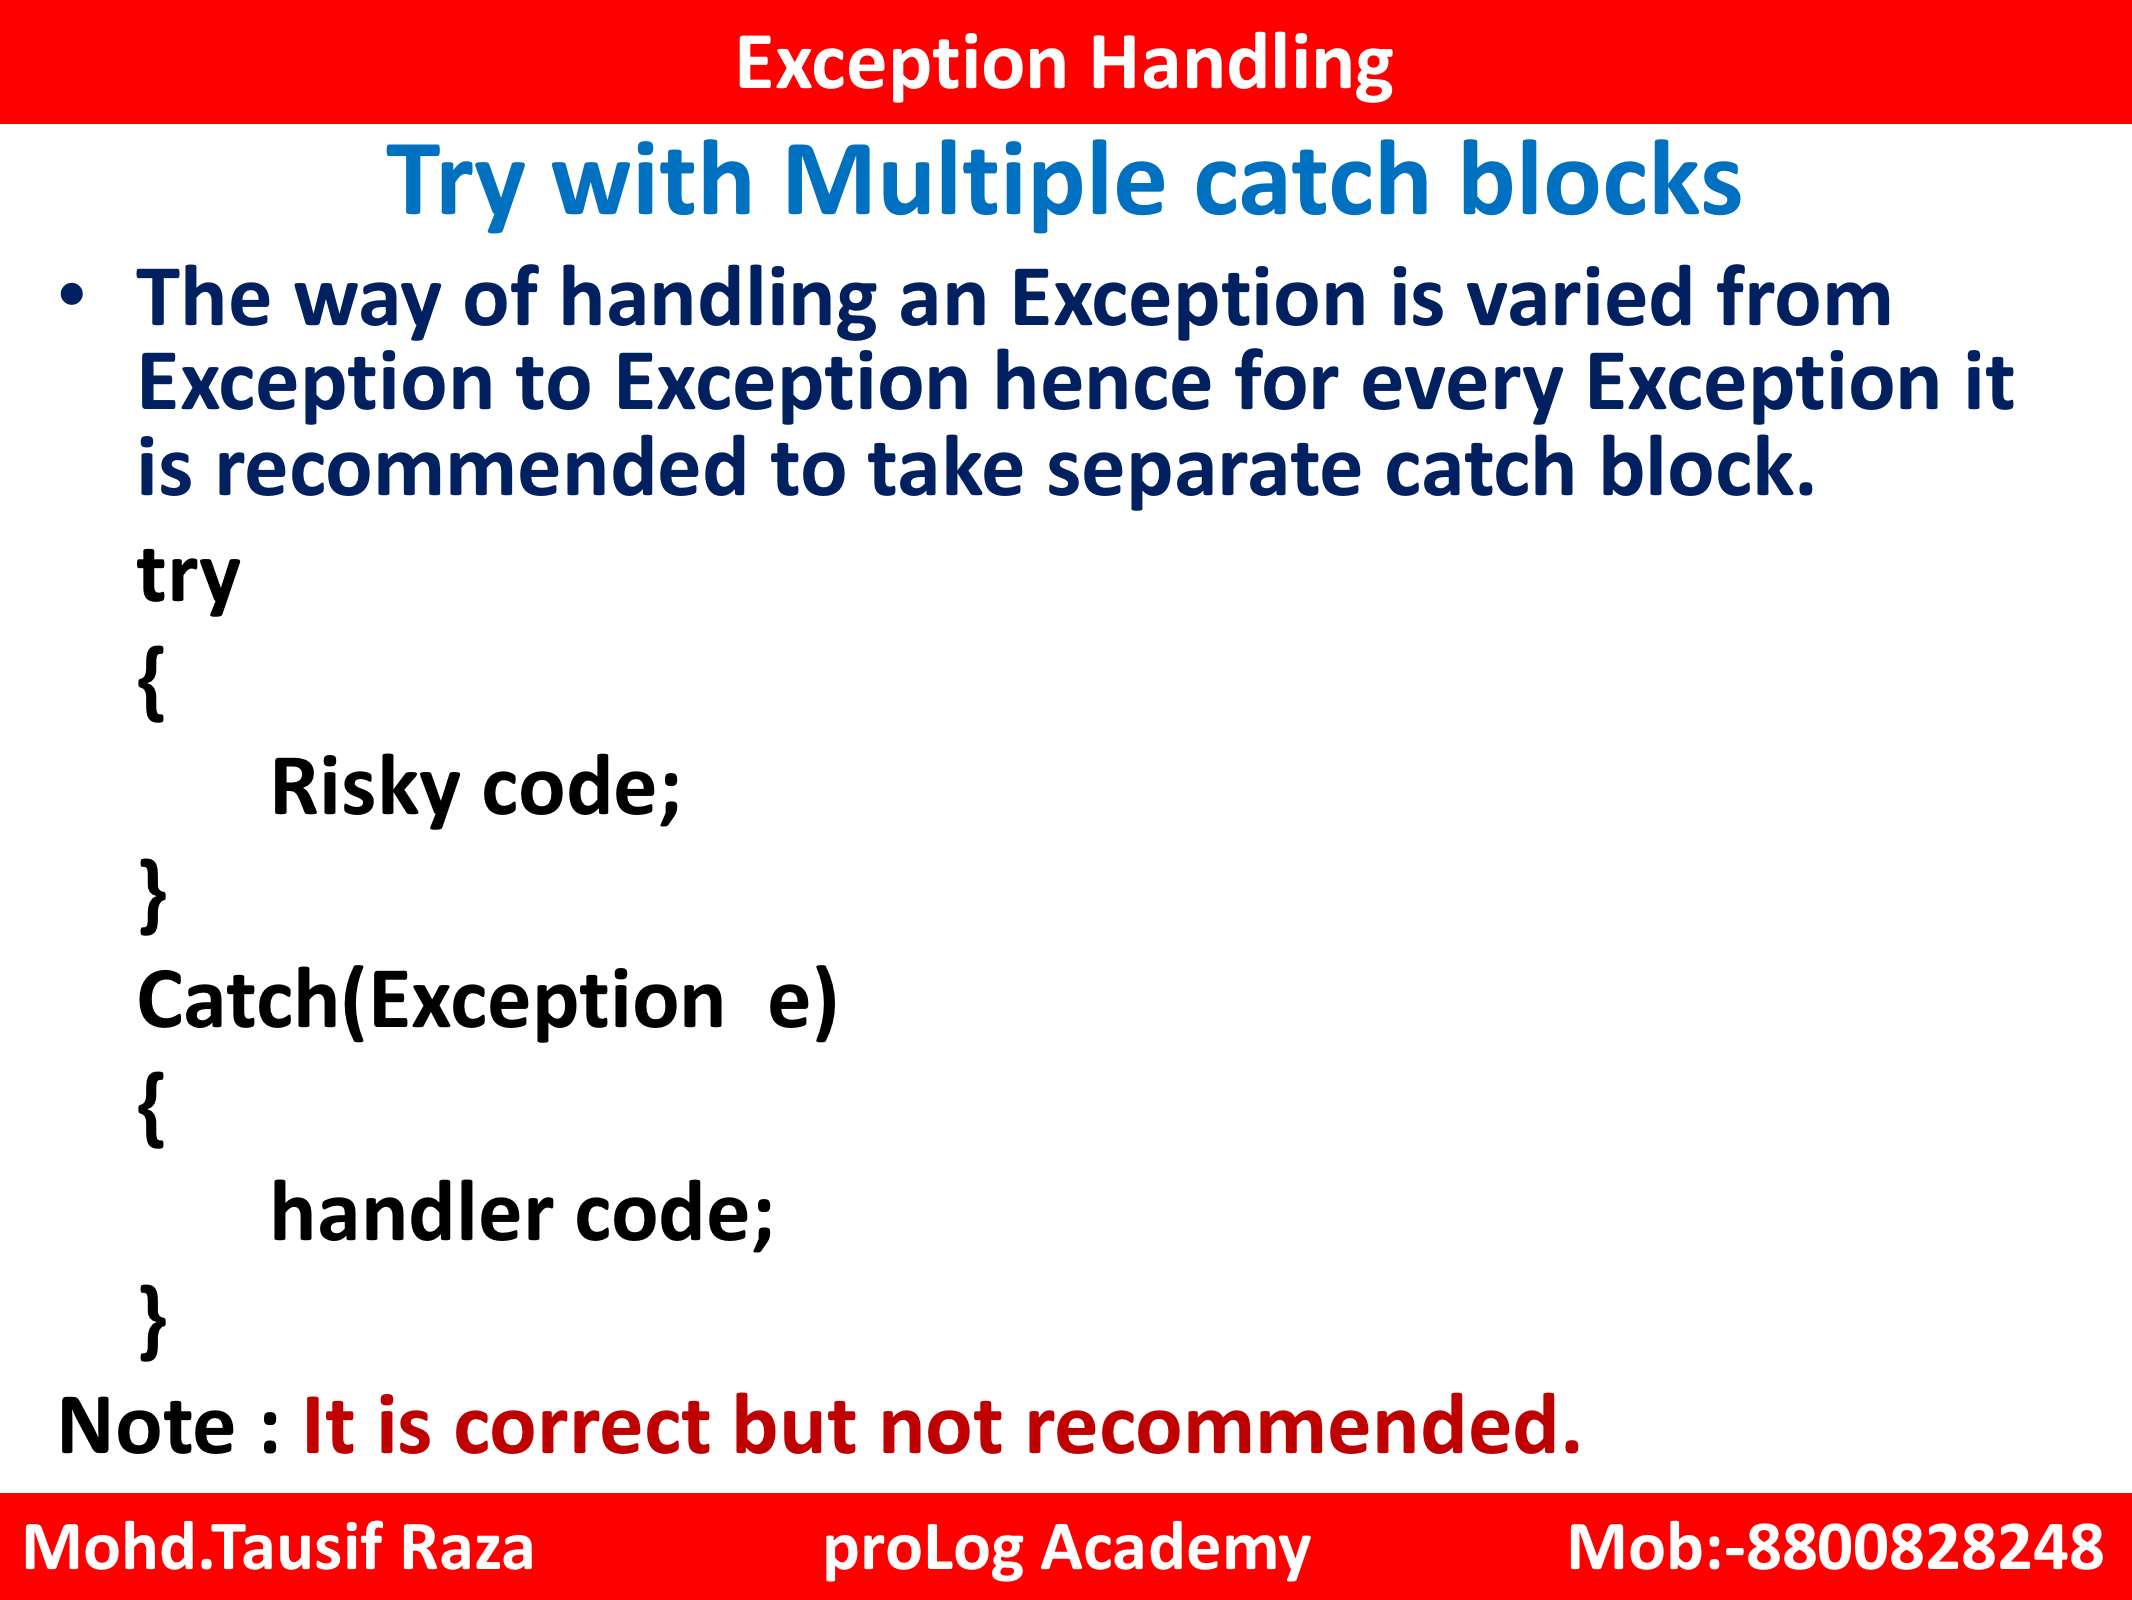 Exception Handling
Try with Multiple catch blocks
• The way of handling an Exception is varied from
Exception to Exception hence for every Exception it
is recommended to take separate catch block.
try
{
Risky code;
}
Catch(Exception  e)
{
handler code;
}
Note : It is correct but not recommended.
Mohd.Tausif Raza proLog Academy Mob:-8800828248